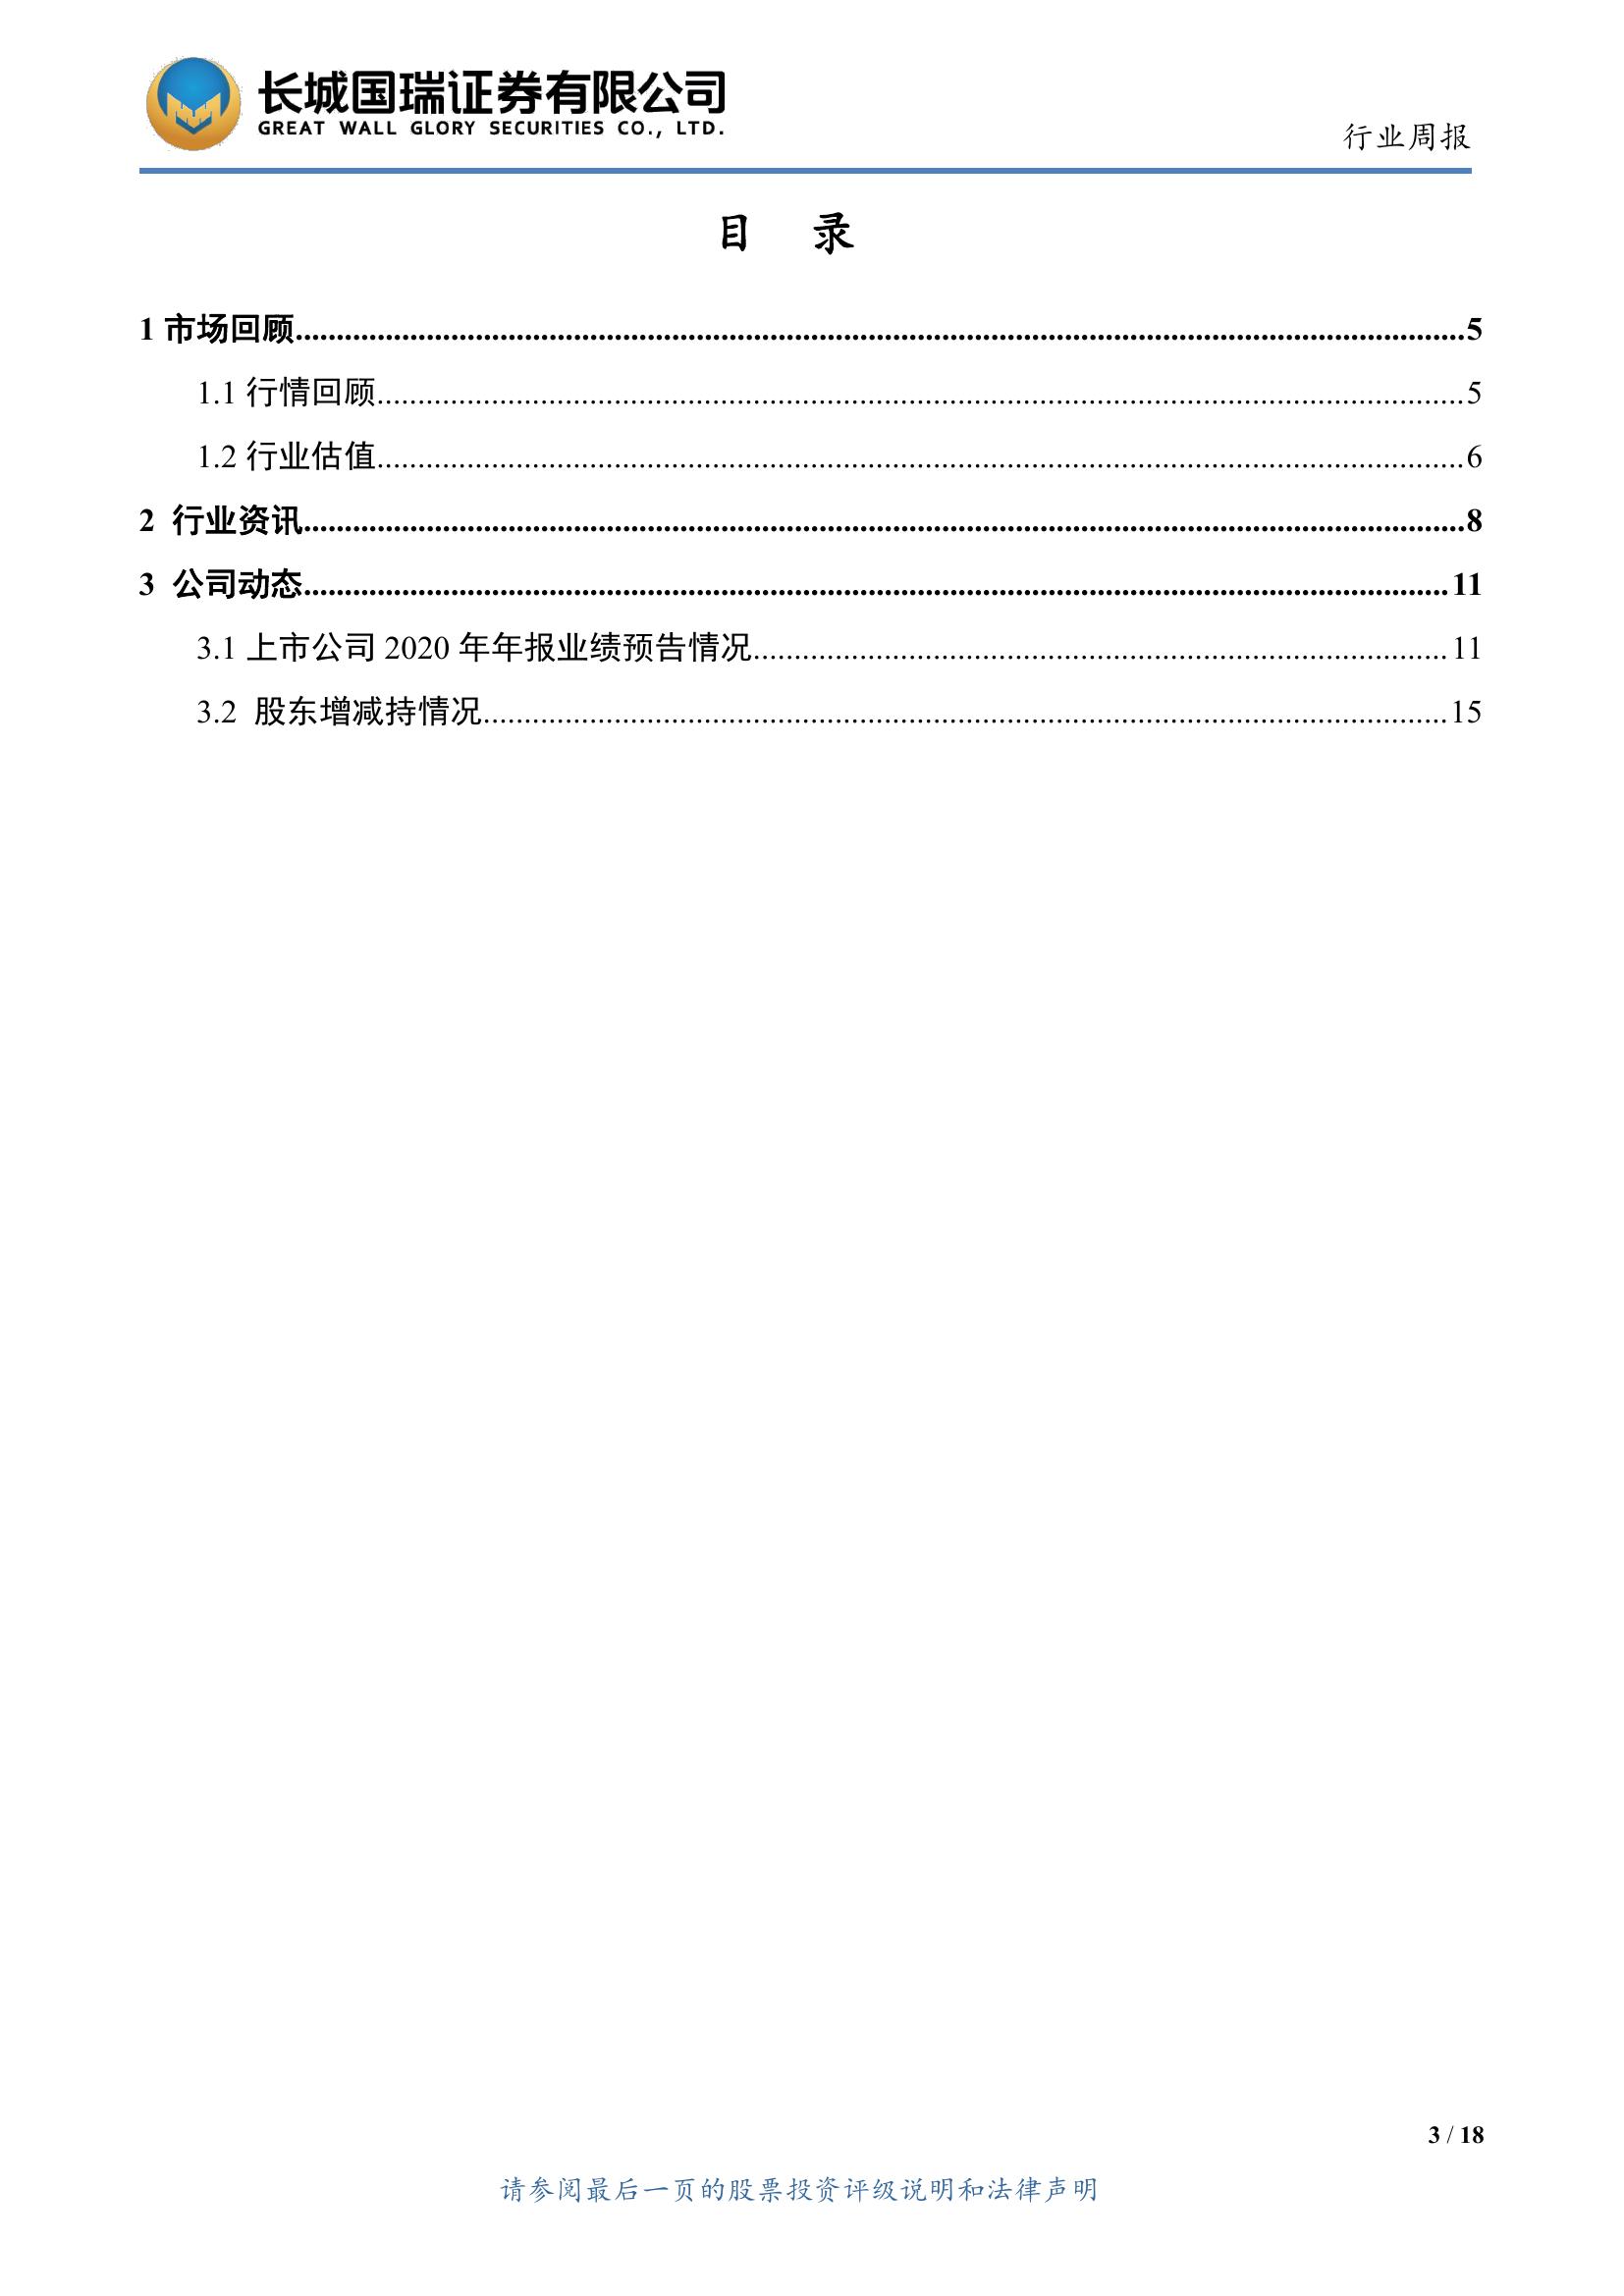 长城国瑞证券有限公司
GREAT WALL GLORY SECURITIES CO., LTD.
行业周报
目 录
1 市场回顾........................................5
1.1 行情回顾........................................5
1.2 行业估值........................................6
2 行业资讯........................................8
3 公司动态........................................11
3.1 上市公司 2020 年年报业绩预告情况........................................11
3.2 股东增减持情况........................................15
3 / 18
请参阅最后一页的股票投资评级说明和法律声明